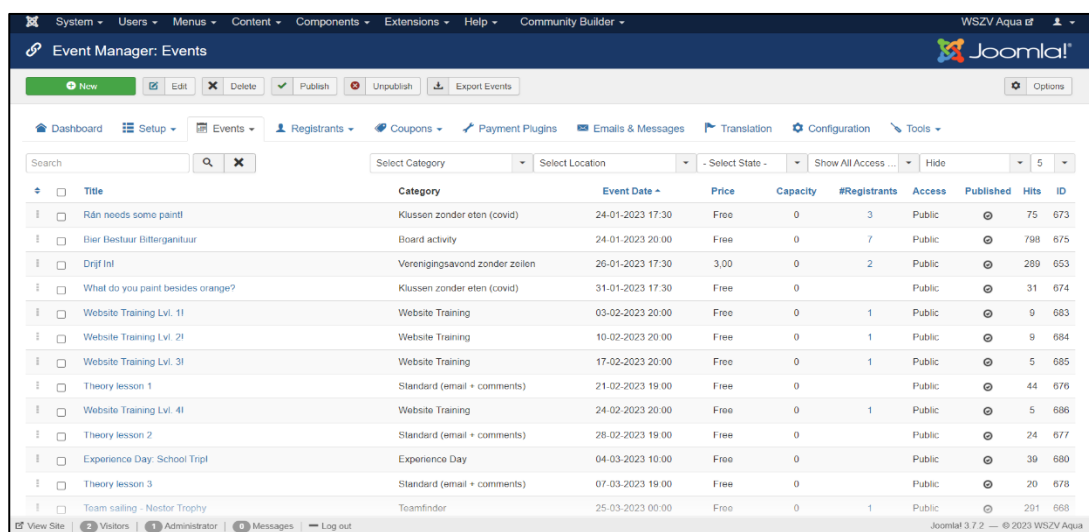 System Users Menus Content Components Extensions Help Community Builder WSZV Aqua
Event Manager: Events Joomla!®
New Edit Delete Publish Unpublish Export Events Options
Dashboard Setup Events Registrants Coupons Payment Plugins Emails & Messages Translation Configuration Tools
Search Select Category Select Location - Select State - Show All Access ... Hide 5
Title Category Event Date Price Capacity #Registrants Access Published Hits ID
Rán needs some paint! Klussen zonder eten (covid) 24-01-2023 17:30 Free 0 3 Public 75 673
Bier Bestuur Bitterganituur Board activity 24-01-2023 20:00 Free 0 7 Public 798 675
Drijf In! Verenigingsavond zonder zeilen 26-01-2023 17:30 3,00 0 2 Public 289 653
What do you paint besides orange? Klussen zonder eten (covid) 31-01-2023 17:30 Free 0 Public 31 674
Website Training Lvl. 1! Website Training 03-02-2023 20:00 Free 0 1 Public 9 683
Website Training Lvl. 2! Website Training 10-02-2023 20:00 Free 0 1 Public 9 684
Website Training Lvl. 3! Website Training 17-02-2023 20:00 Free 0 1 Public 5 685
Theory lesson 1 Standard (email + comments) 21-02-2023 19:00 Free 0 Public 44 676
Website Training Lvl. 4! Website Training 24-02-2023 20:00 Free 0 1 Public 5 686
Theory lesson 2 Standard (email + comments) 28-02-2023 19:00 Free 0 Public 24 677
Experience Day: School Trip! Experience Day 04-03-2023 10:00 Free 0 Public 39 680
Theory lesson 3 Standard (email + comments) 07-03-2023 19:00 Free 0 Public 20 678
Team sailing - Nestor Trophy Teamfinder 25-03-2023 00:00 Free 0 Public 291 668
View Site 2 Visitors 1 Administrator 0 Messages Log out Joomla! 3.7.2 — © 2023 WSZV Aqua